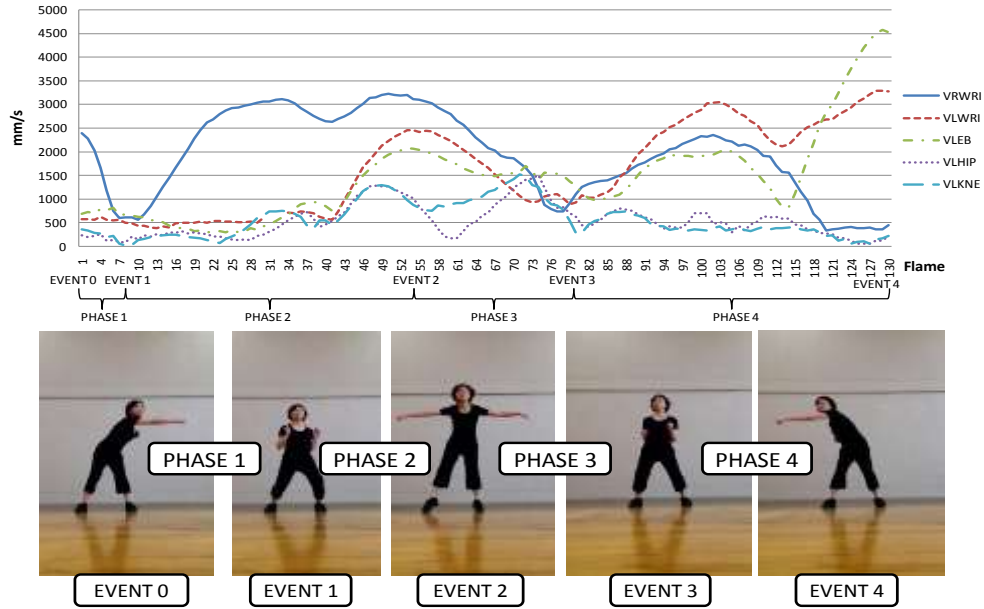 5000
4500
4000
3500
3000
2500
2000
1500
1000
500
0
mm/s
1 4 7 10 13 16 19 22 25 28 31 34 37 40 43 46 49 52 55 58 61 64 67 70 73 76 79 82 85 88 91 94 97 100 103 106 109 112 115 118 121 124 127 130
Flame
VRWRI
VLWRI
VLEB
VLHIP
VLKNE
EVENT 0 EVENT 1 EVENT 2 EVENT 3 EVENT 4
PHASE 1 PHASE 2 PHASE 3 PHASE 4
PHASE 1 PHASE 2 PHASE 3 PHASE 4
EVENT 0 EVENT 1 EVENT 2 EVENT 3 EVENT 4